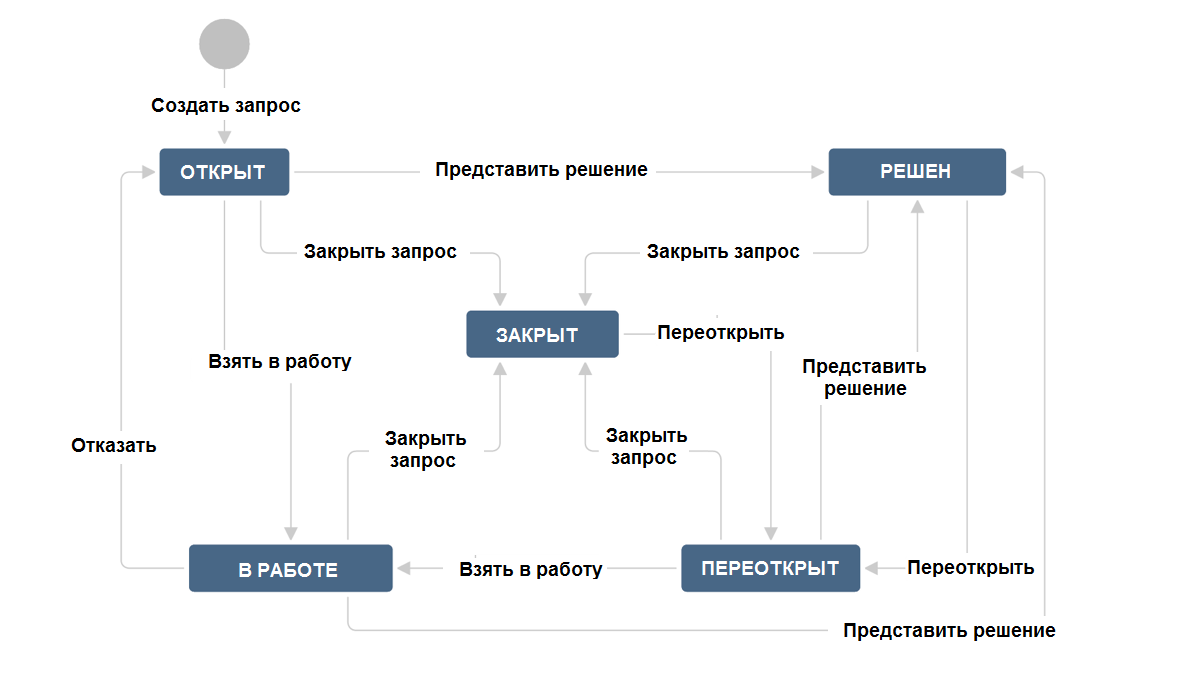 Создать запрос
ОТКРЫТ
Представить решение
РЕШЕН
Закрыть запрос
Закрыть запрос
ЗАКРЫТ
Переоткрыть
Взять в работу
Представить
решение
Отказать
Закрыть
запрос
Закрыть
запрос
В РАБОТЕ
Взять в работу
ПЕРЕОТКРЫТ
Переоткрыть
Представить решение